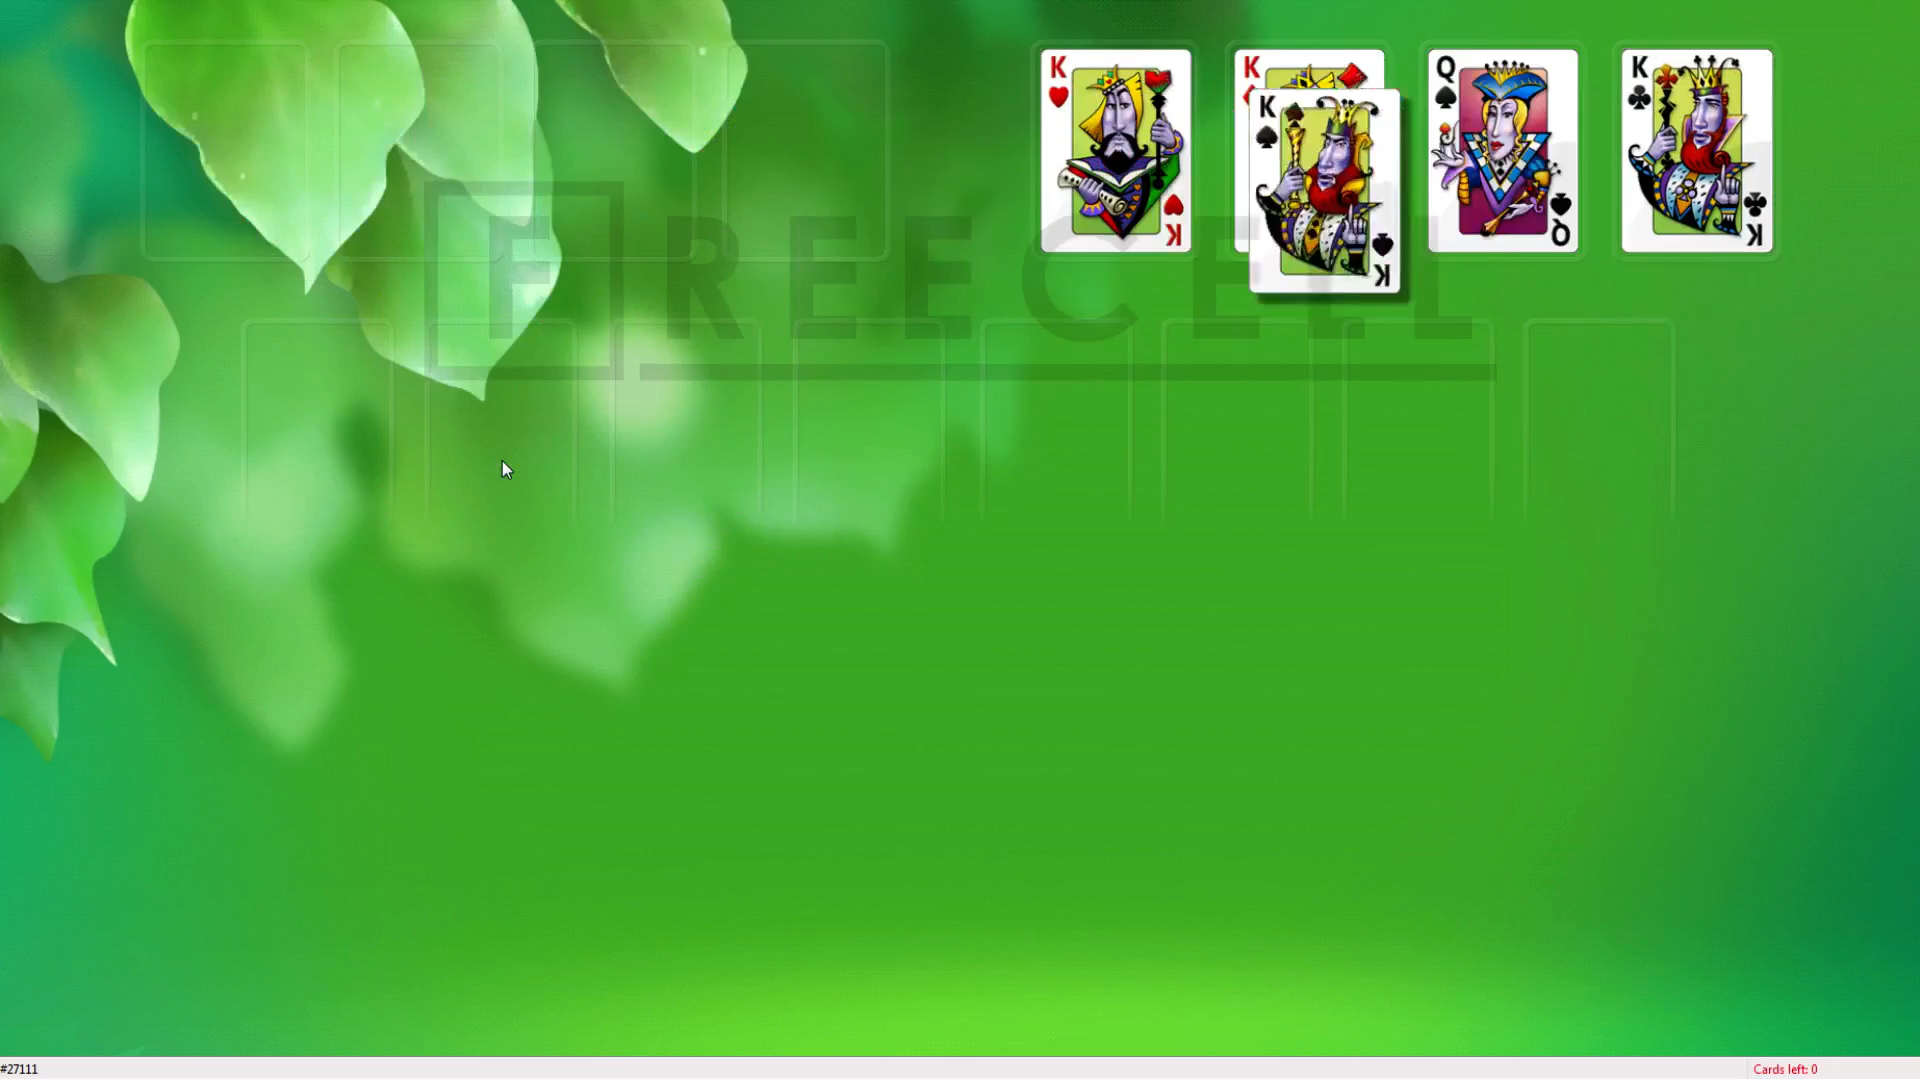 K K Q K
K
FREECELL
K K Q K
#27111 Cards left: 0